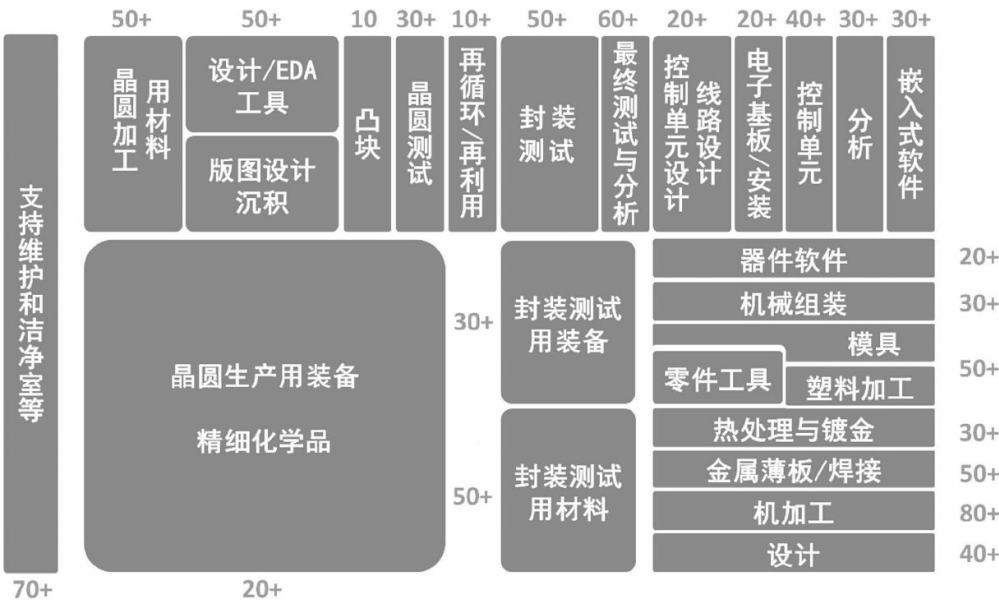 50+
50+
10
30+
10+
50+
60+
20+
20+
40+
30+
30+
支持维护和洁净室等
晶圆加工
用材料
设计/EDA
工具
版图设计
沉积
凸块
晶圆测试
再循环/再利用
封装
测试
最终测试与分析
控制单元设计
线路设计
电子基板/安装
控制单元
分析
嵌入式软件
晶圆生产用装备
精细化学品
30+
50+
封装测试
用装备
封装测试
用材料
器件软件
20+
机械组装
30+
模具
零件工具
塑料加工
50+
热处理与镀金
30+
金属薄板/焊接
50+
机加工
80+
设计
40+
70+
20+